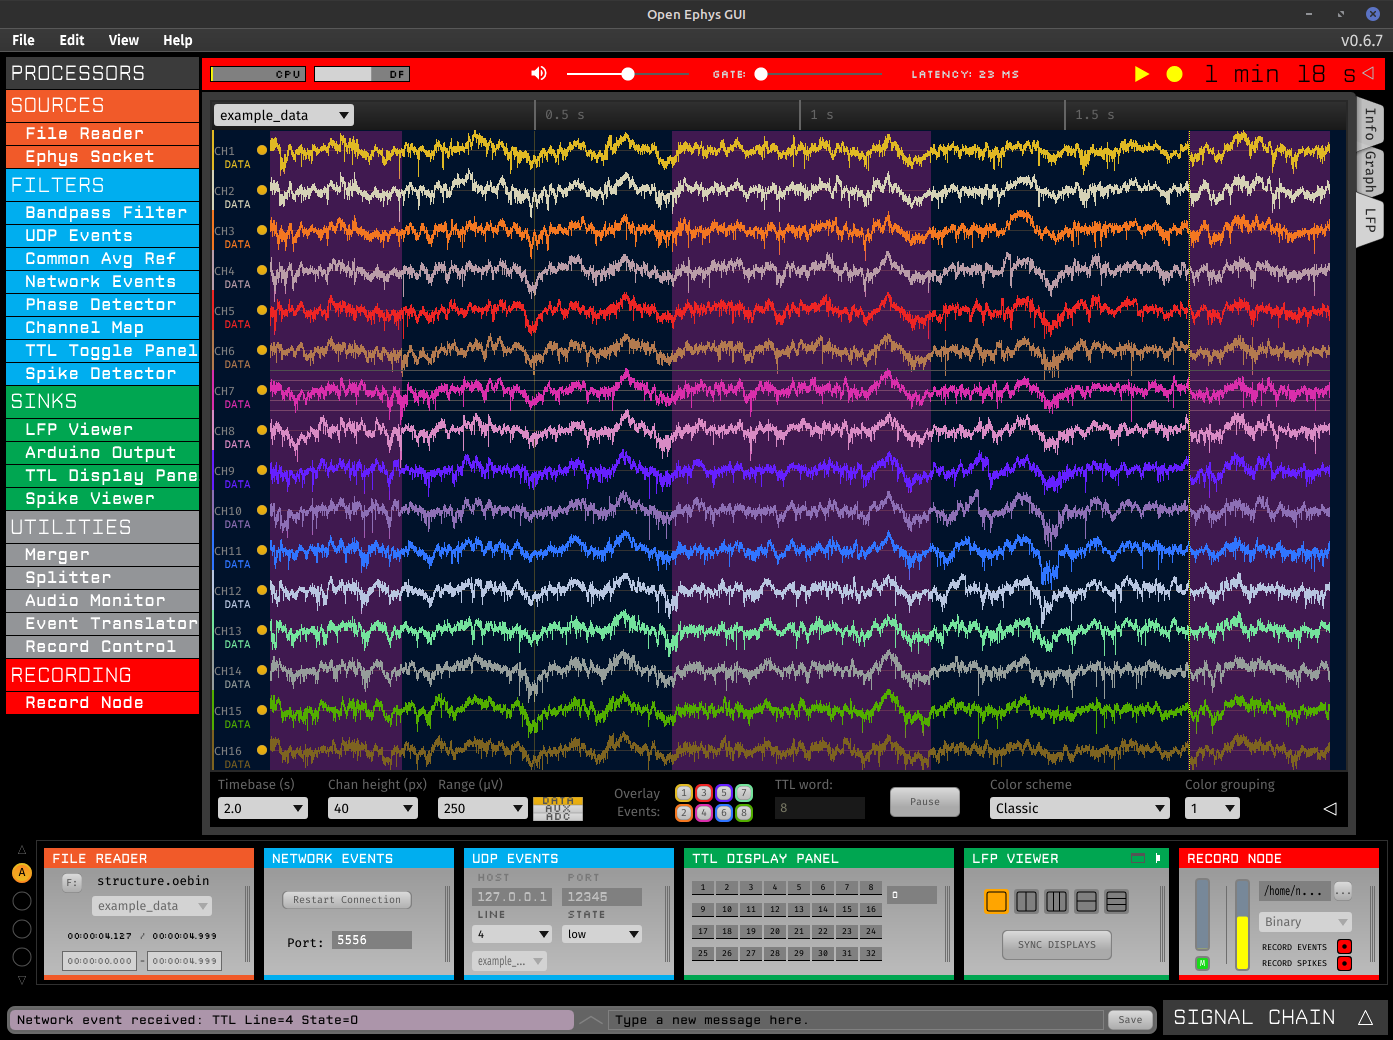 Open Ephys GUI
File Edit View Help v0.6.7
PROCESSORS
SOURCES
File Reader
Ephys Socket
FILTERS
Bandpass Filter
UDP Events
Common Avg Ref
Network Events
Phase Detector
Channel Map
TTL Toggle Panel
Spike Detector
SINKS
LFP Viewer
Arduino Output
TTL Display Pane
Spike Viewer
UTILITIES
Merger
Splitter
Audio Monitor
Event Translator
Record Control
RECORDING
Record Node
CPU DF GATE: LATENCY: 23 MS 1 min 18 s
example_data 0.5 s 1 s 1.5 s
Info
Graph
LFP
CH1
DATA
CH2
DATA
CH3
DATA
CH4
DATA
CH5
DATA
CH6
DATA
CH7
DATA
CH8
DATA
CH9
DATA
CH10
DATA
CH11
DATA
CH12
DATA
CH13
DATA
CH14
DATA
CH15
DATA
CH16
DATA
Timebase (s) Chan height (px) Range (µV) TTL word: Color scheme Color grouping
2.0 40 250 DATA AUX ADC Overlay Events: 1 3 5 7 2 4 6 8 8 Pause Classic 1
A
FILE READER
F: structure.oebin
example_data
00:00:04.127 / 00:00:04.999
00:00:00.000 - 00:00:04.999
NETWORK EVENTS
Restart Connection
Port: 5556
UDP EVENTS
HOST PORT
127.0.0.1 12345
LINE STATE
4 low
example_...
TTL DISPLAY PANEL
1 2 3 4 5 6 7 8 0
9 10 11 12 13 14 15 16
17 18 19 20 21 22 23 24
25 26 27 28 29 30 31 32
LFP VIEWER
SYNC DISPLAYS
RECORD NODE
M
/home/n... ...
Binary
RECORD EVENTS
RECORD SPIKES
Network event received: TTL Line=4 State=0 Type a new message here. Save SIGNAL CHAIN